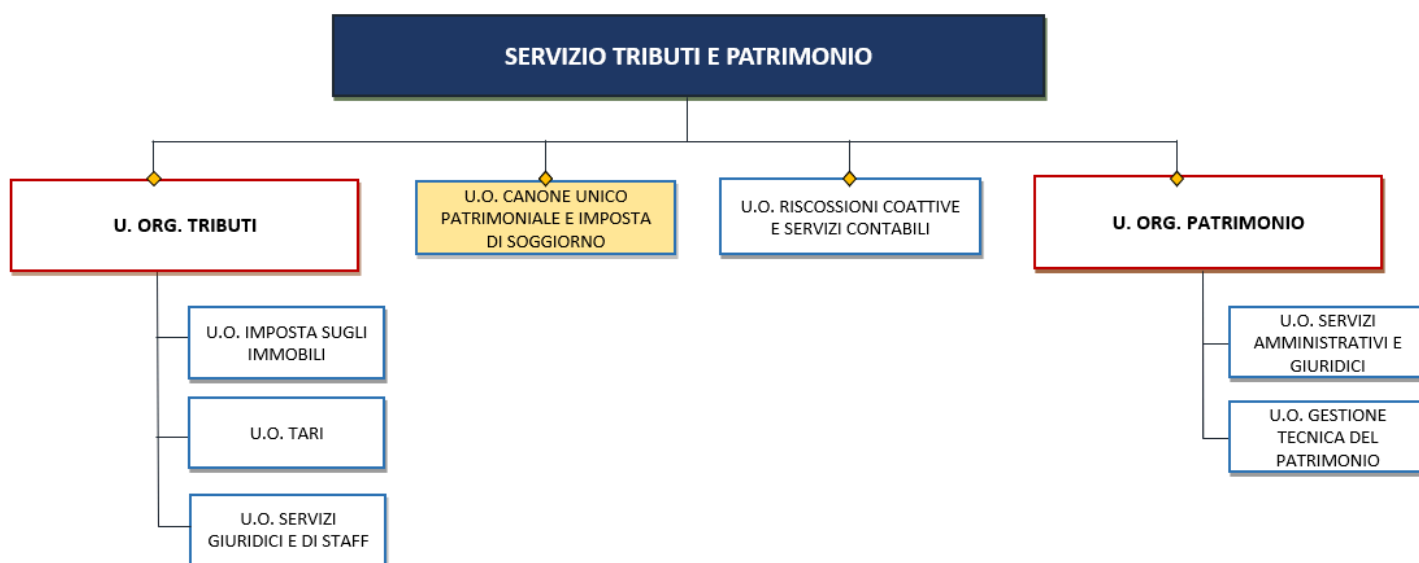 SERVIZIO TRIBUTI E PATRIMONIO
U. ORG. TRIBUTI
U.O. CANONE UNICO
PATRIMONIALE E IMPOSTA
DI SOGGIORNO
U.O. RISCOSSIONI COATTIVE
E SERVIZI CONTABILI
U. ORG. PATRIMONIO
U.O. IMPOSTA SUGLI
IMMOBILI
U.O. TARI
U.O. SERVIZI
GIURIDICI E DI STAFF
U.O. SERVIZI
AMMINISTRATIVI E
GIURIDICI
U.O. GESTIONE
TECNICA DEL
PATRIMONIO